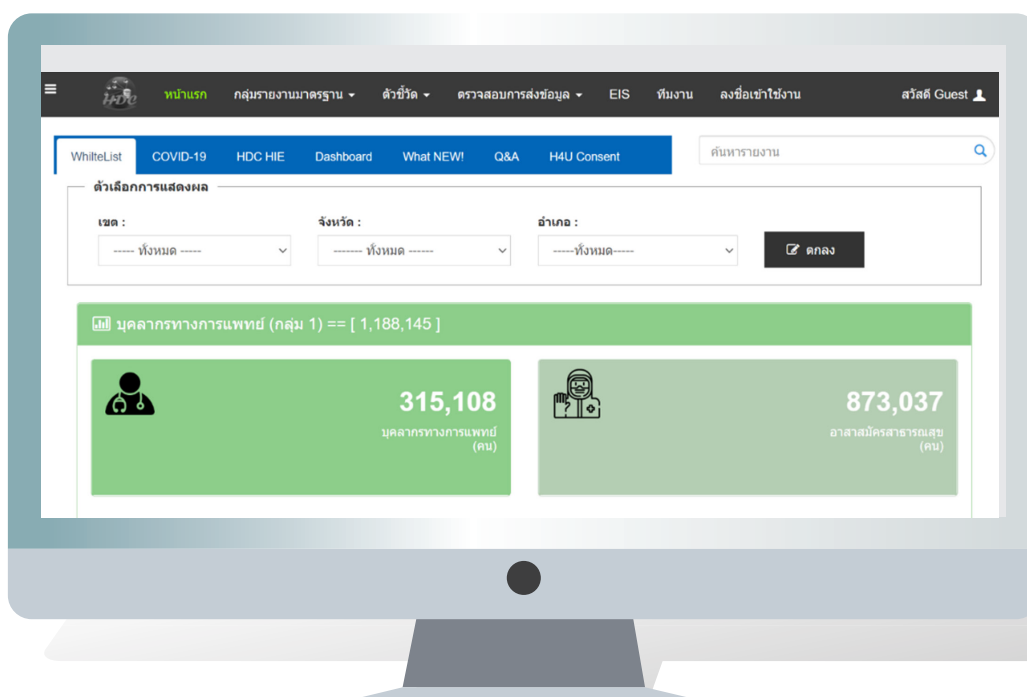 HDC หน้าแรก กลุ่มรายงานมาตรฐาน ตัวชี้วัด ตรวจสอบการส่งข้อมูล EIS ทีมงาน ลงชื่อเข้าใช้งาน สวัสดี Guest
WhilteList COVID-19 HDC HIE Dashboard What NEW! Q&A H4U Consent ค้นหารายงาน
ตัวเลือกการแสดงผล
เขต : จังหวัด : อำเภอ :
----- ทั้งหมด ----- ------- ทั้งหมด ------ -----ทั้งหมด----- ตกลง
บุคลากรทางการแพทย์ (กลุ่ม 1) == [ 1,188,145 ]
315,108 873,037
บุคลากรทางการแพทย์ อาสาสมัครสาธารณสุข
(คน) (คน)